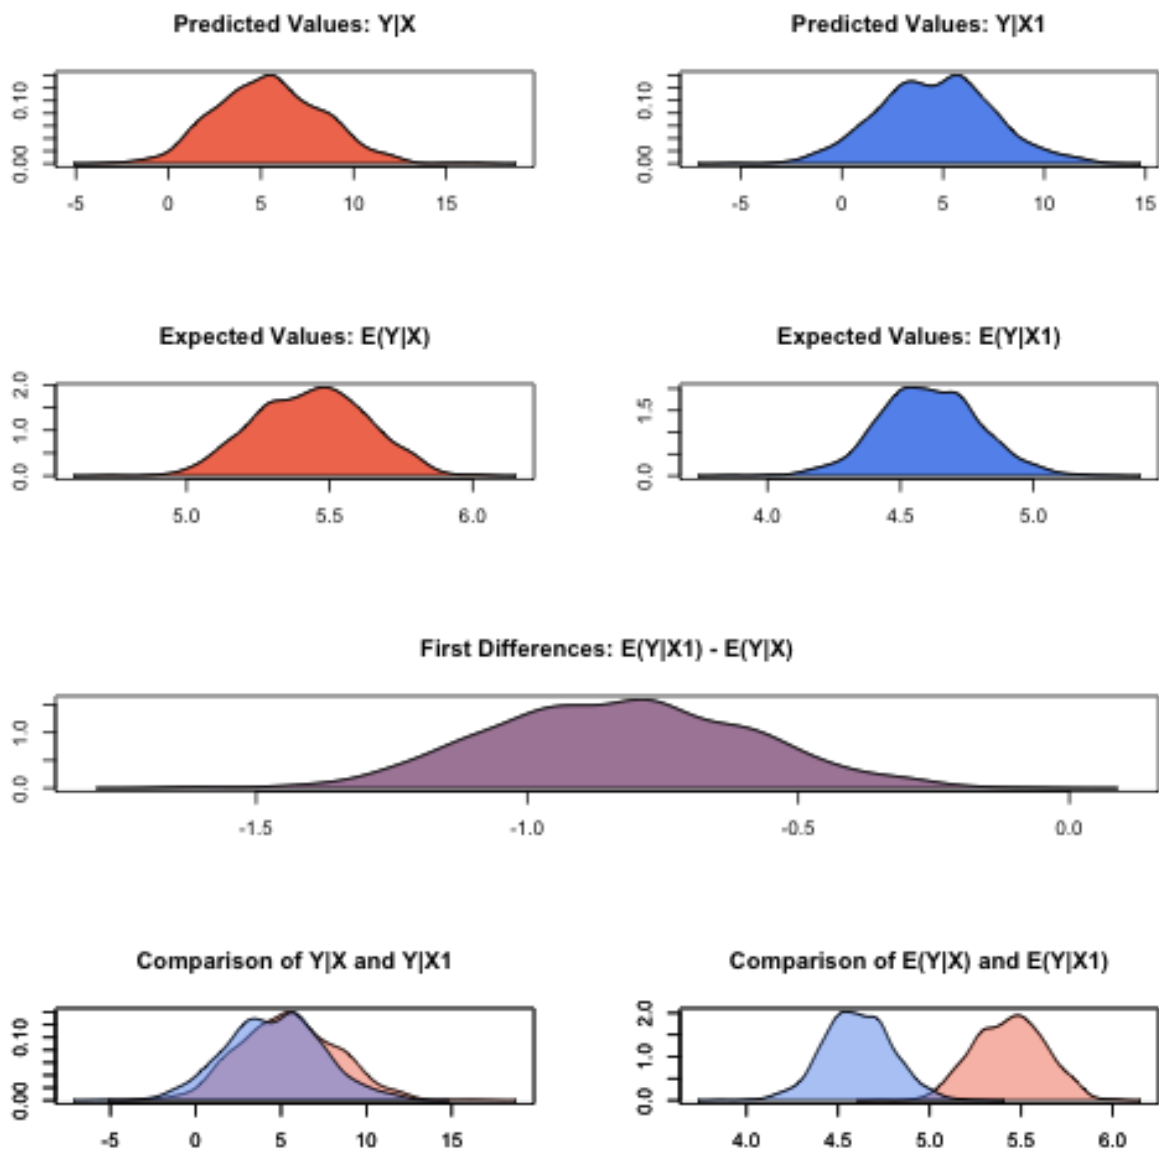 Predicted Values: Y|X
0.00 0.10
-5 0 5 10 15
Predicted Values: Y|X1
0.00 0.10
-5 0 5 10 15
Expected Values: E(Y|X)
0.0 1.0 2.0
5.0 5.5 6.0
Expected Values: E(Y|X1)
0.0 1.5
4.0 4.5 5.0
First Differences: E(Y|X1) - E(Y|X)
0.0 1.0
-1.5 -1.0 -0.5 0.0
Comparison of Y|X and Y|X1
0.00 0.10
-5 0 5 10 15
Comparison of E(Y|X) and E(Y|X1)
0.0 1.0 2.0
4.0 4.5 5.0 5.5 6.0